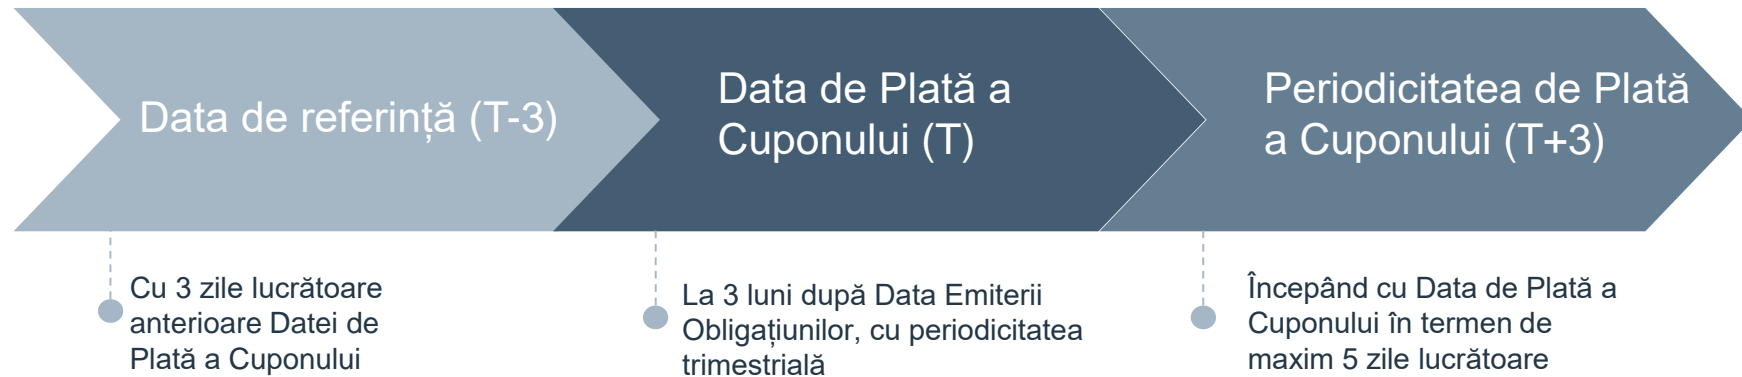 Data de referință (T-3)
Data de Plată a
Cuponului (T)
Periodicitatea de Plată
a Cuponului (T+3)
Cu 3 zile lucrătoare
anterioare Datei de
Plată a Cuponului
La 3 luni după Data Emiterii
Obligațiunilor, cu periodicitatea
trimestrială
Începând cu Data de Plată a
Cuponului în termen de
maxim 5 zile lucrătoare